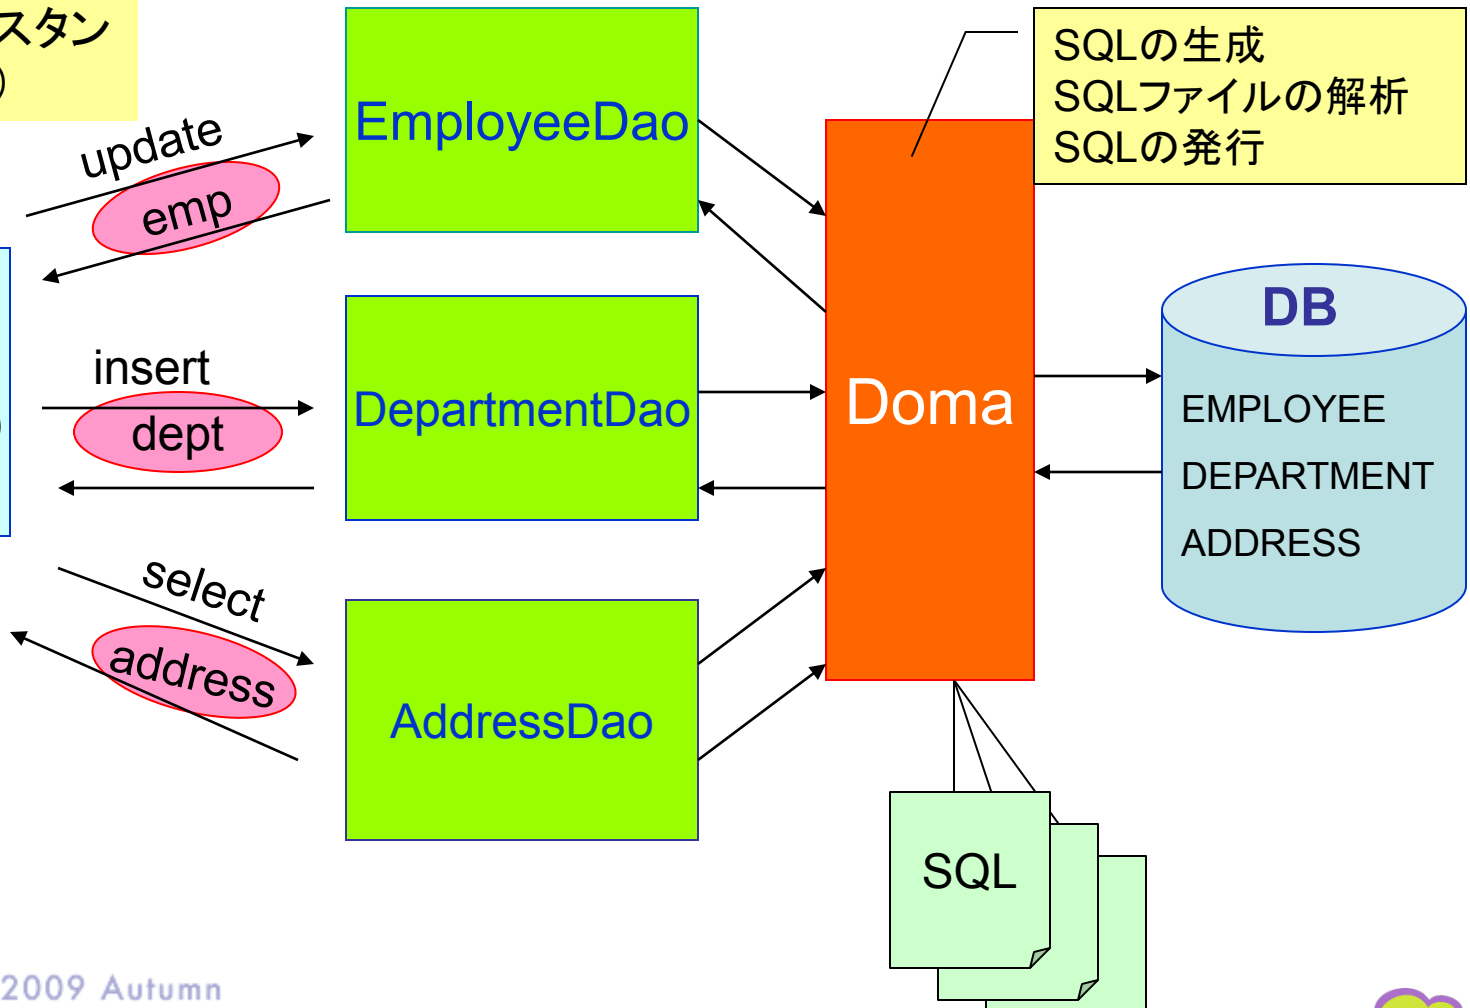 スタン
)
SQLの生成
SQLファイルの解析
SQLの発行
update
emp
EmployeeDao
insert
dept
DepartmentDao
select
address
AddressDao
Doma
DB
EMPLOYEE
DEPARTMENT
ADDRESS
)
SQL
2009 Autumn